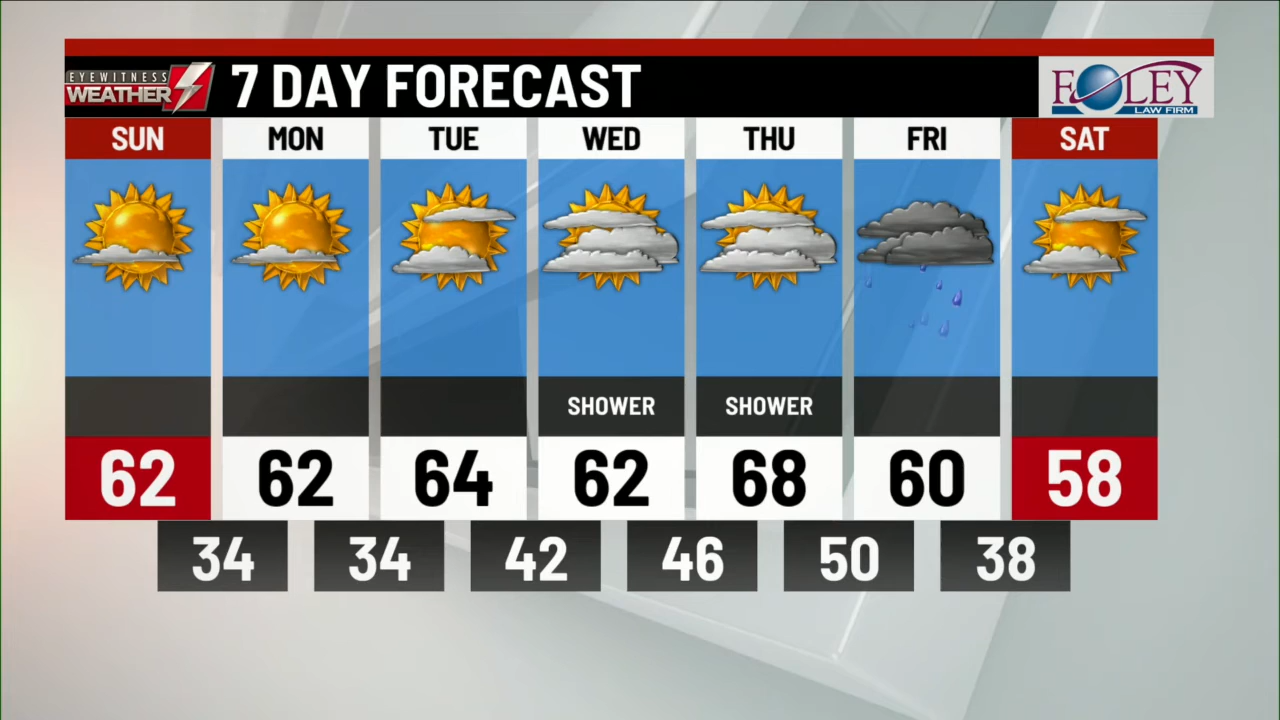 EYEWITNESS
WEATHER
7 DAY FORECAST
FOLEY
LAW FIRM
SUN MON TUE WED THU FRI SAT
SHOWER SHOWER
62 62 64 62 68 60 58
34 34 42 46 50 38